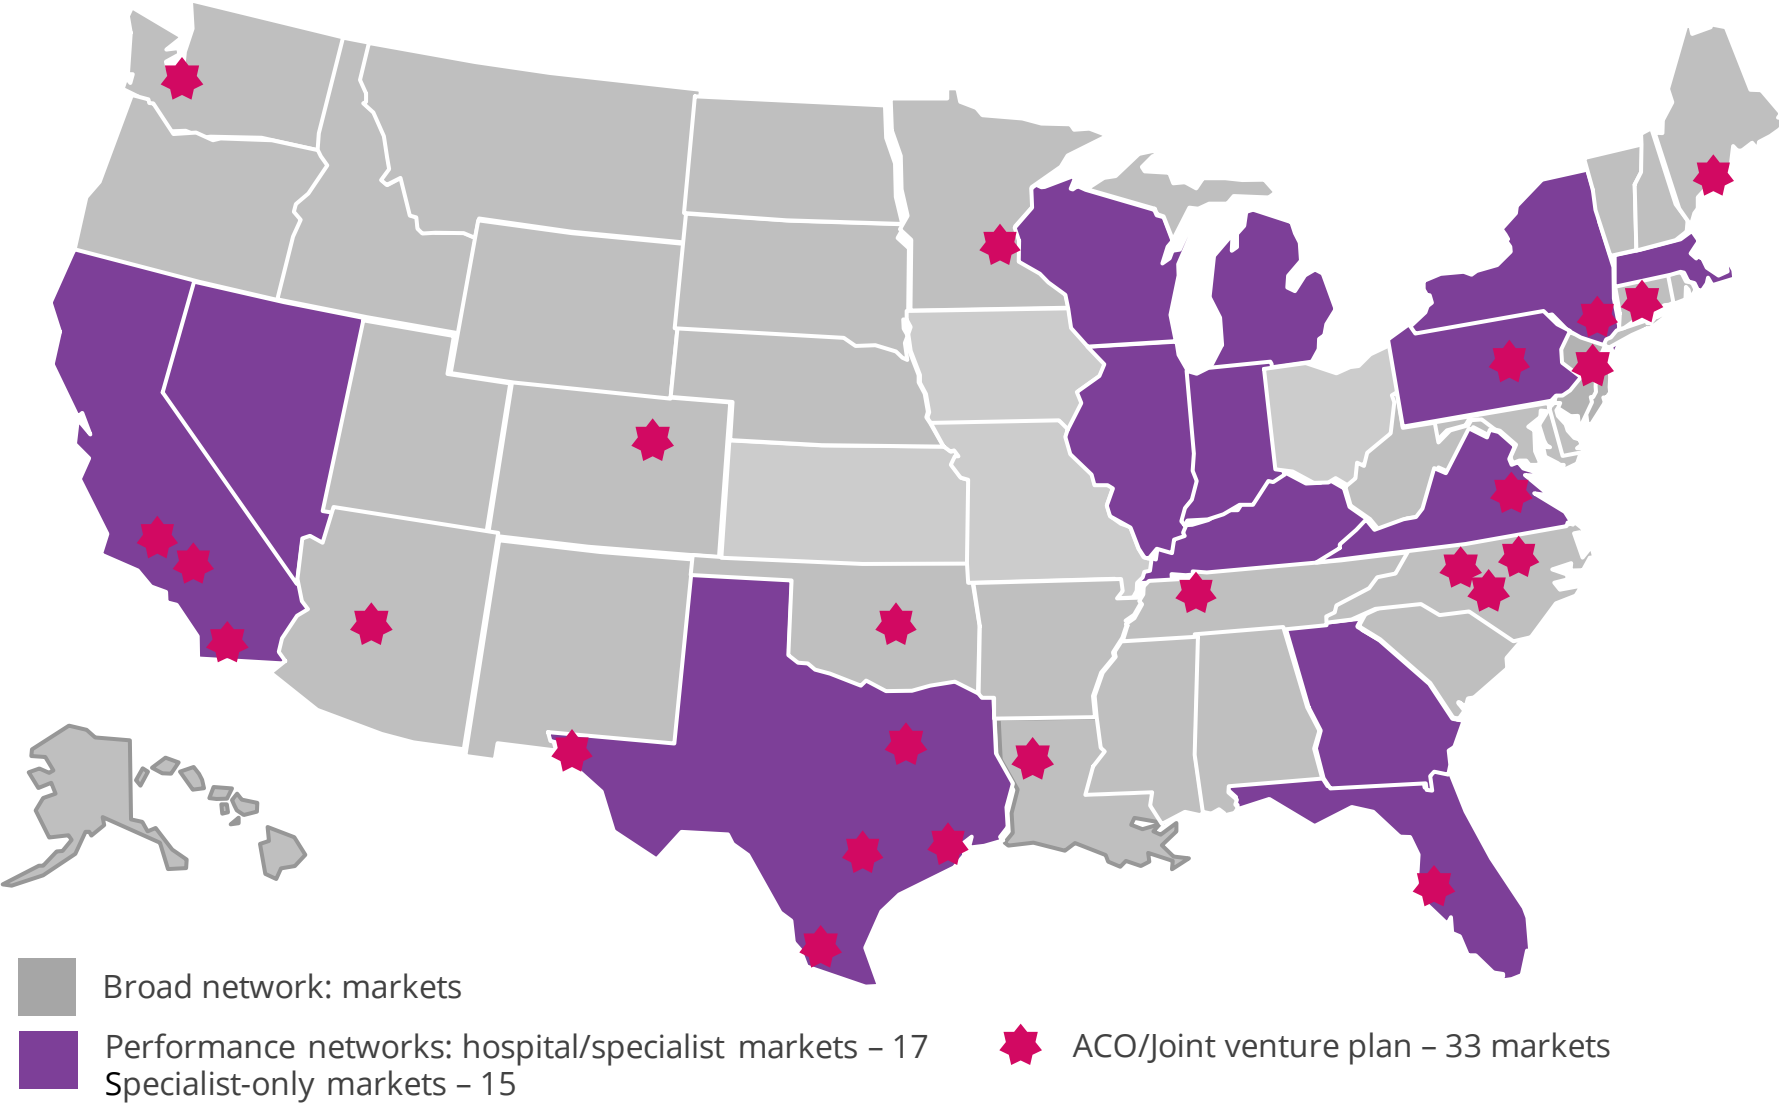 Broad network: markets
Performance networks: hospital/specialist markets – 17
Specialist-only markets – 15
ACO/Joint venture plan – 33 markets